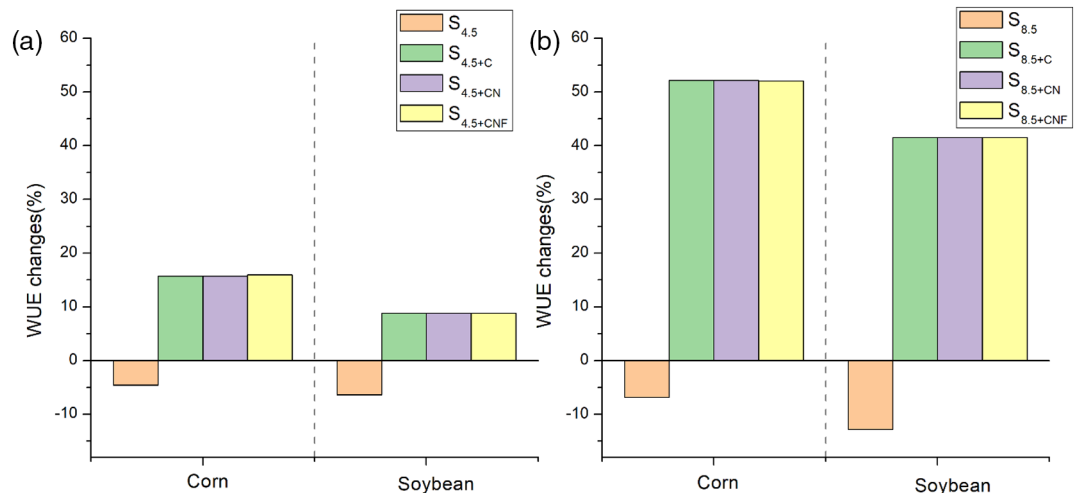 (a)
WUE changes(%)
60
50
40
30
20
10
0
-10
S4.5
S4.5+C
S4.5+CN
S4.5+CNF
Corn Soybean
(b)
WUE changes(%)
60
50
40
30
20
10
0
-10
S8.5
S8.5+C
S8.5+CN
S8.5+CNF
Corn Soybean